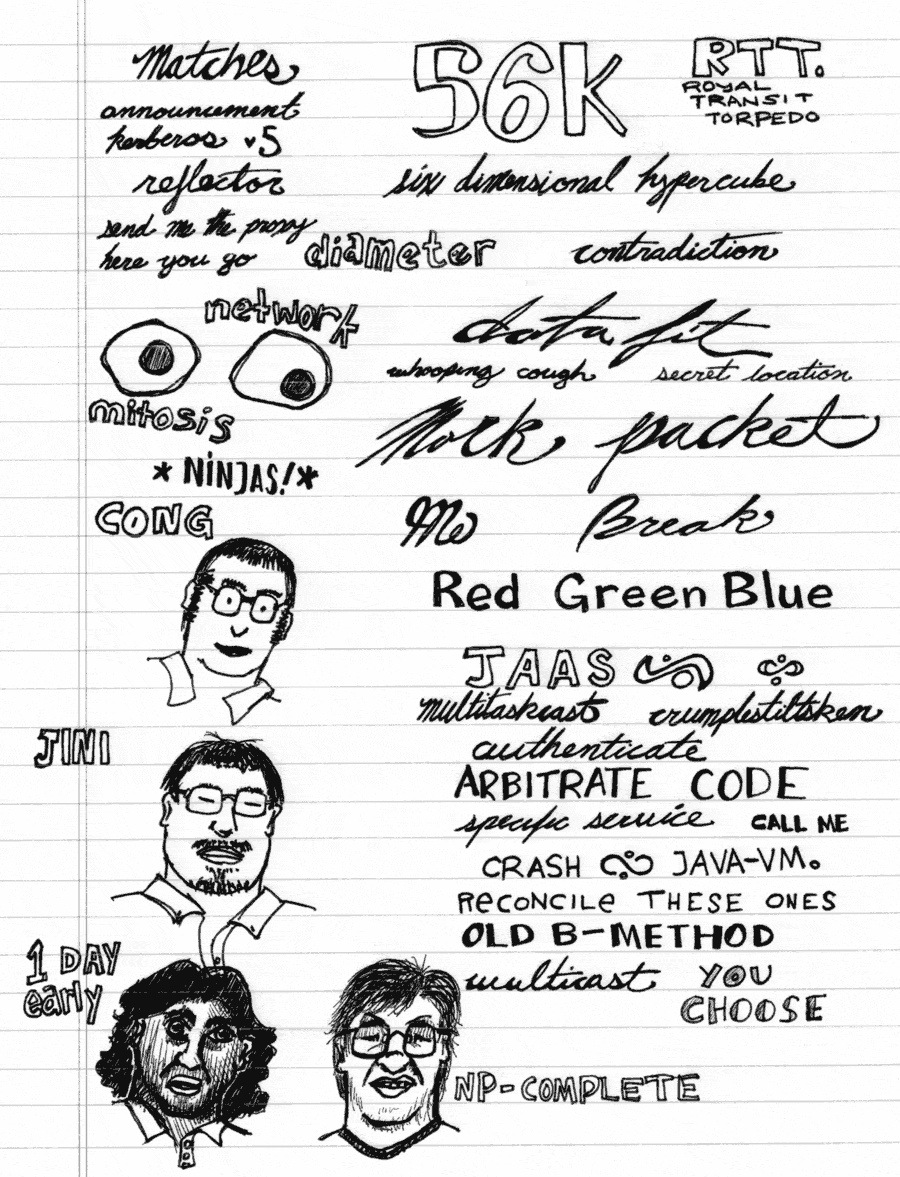 Matches
announcement
kerberos v5
reflector
send me the proxy
here you go
56K
RTT.
ROYAL
TRANSIT
TORPEDO
six dimensional hypercube
diameter
contradiction
network
mitosis
data fit
whooping cough
secret location
Mock packet
* NINJAS! *
CONG
Me Break
Red Green Blue
JAAS
multitaskcast crumplestiltsken
authenticate
JINI
ARBITRATE CODE
specific service CALL ME
CRASH JAVA-VM.
RECONCILE THESE ONES
OLD B-METHOD
1 DAY
early
multicast YOU
CHOOSE
NP-COMPLETE